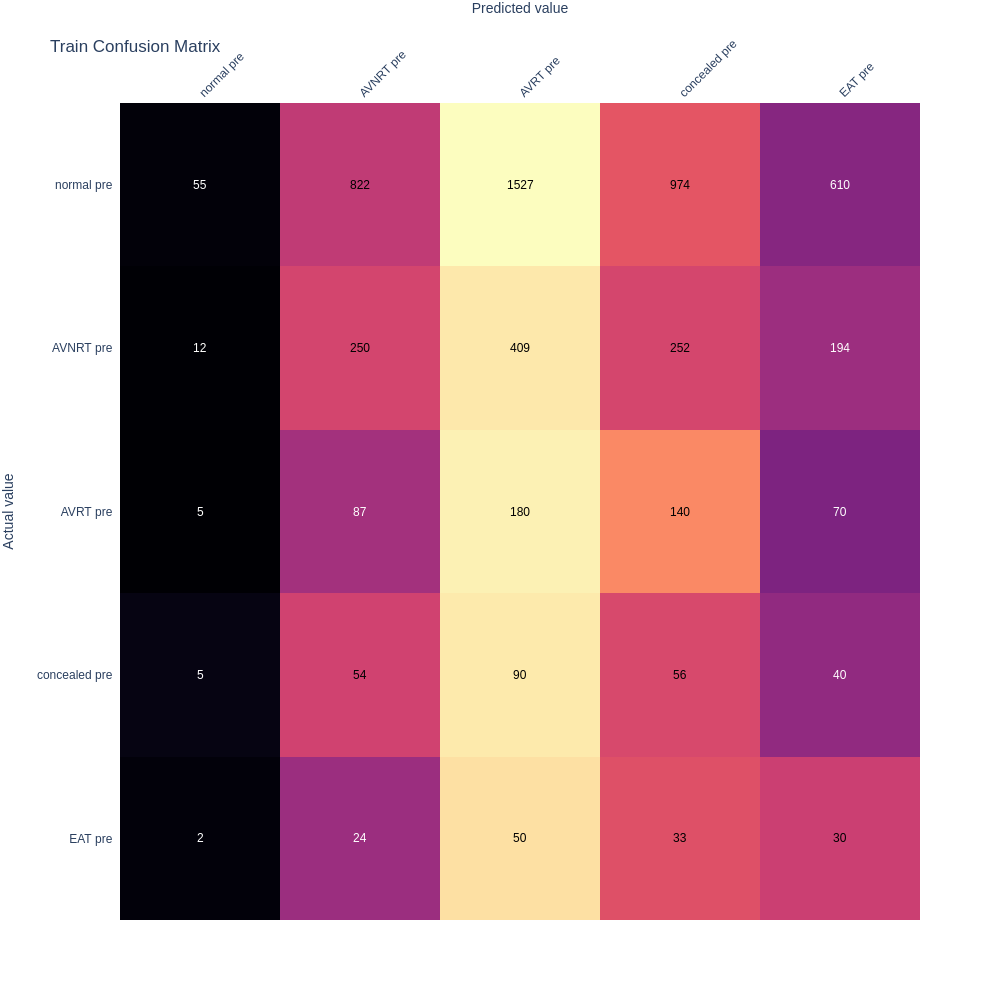 Predicted value
Train Confusion Matrix
normal pre AVNRT pre AVRT pre concealed pre EAT pre
normal pre 55 822 1527 974 610
AVNRT pre 12 250 409 252 194
AVRT pre 5 87 180 140 70
Actual value
concealed pre 5 54 90 56 40
EAT pre 2 24 50 33 30